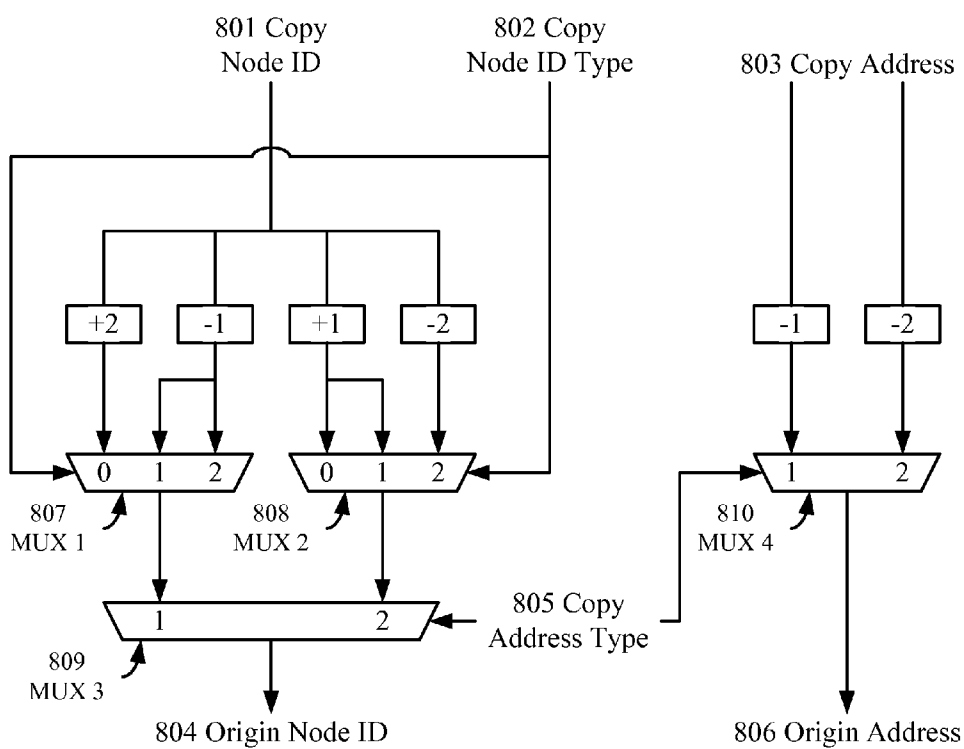 801 Copy
Node ID
802 Copy
Node ID Type
803 Copy Address
+2
-1
+1
-2
-1
-2
0 1 2
0 1 2
1 2
807
MUX 1
808
MUX 2
810
MUX 4
1 2
805 Copy
Address Type
809
MUX 3
804 Origin Node ID
806 Origin Address